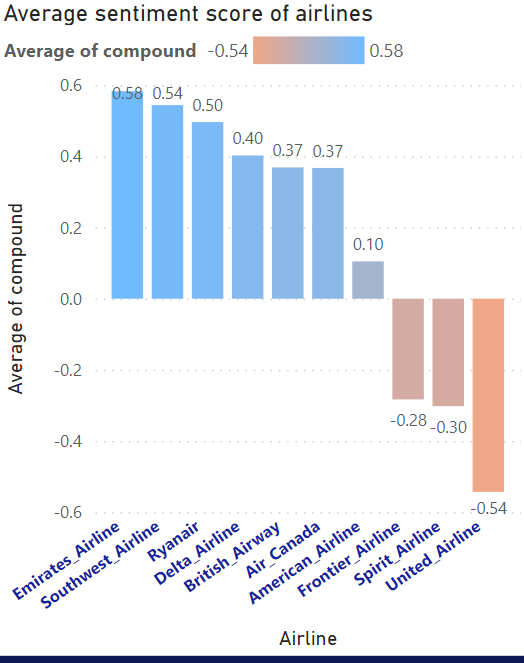 Average sentiment score of airlines
Average of compound -0.54 0.58
0.6
0.4
0.2
0.0
-0.2
-0.4
-0.6
Average of compound
0.58
0.54
0.50
0.40
0.37
0.37
0.10
-0.28
-0.30
-0.54
Emirates_Airline
Southwest_Airline
Ryanair
Delta_Airline
British_Airway
Air_Canada
American_Airline
Frontier_Airline
Spirit_Airline
United_Airline
Airline